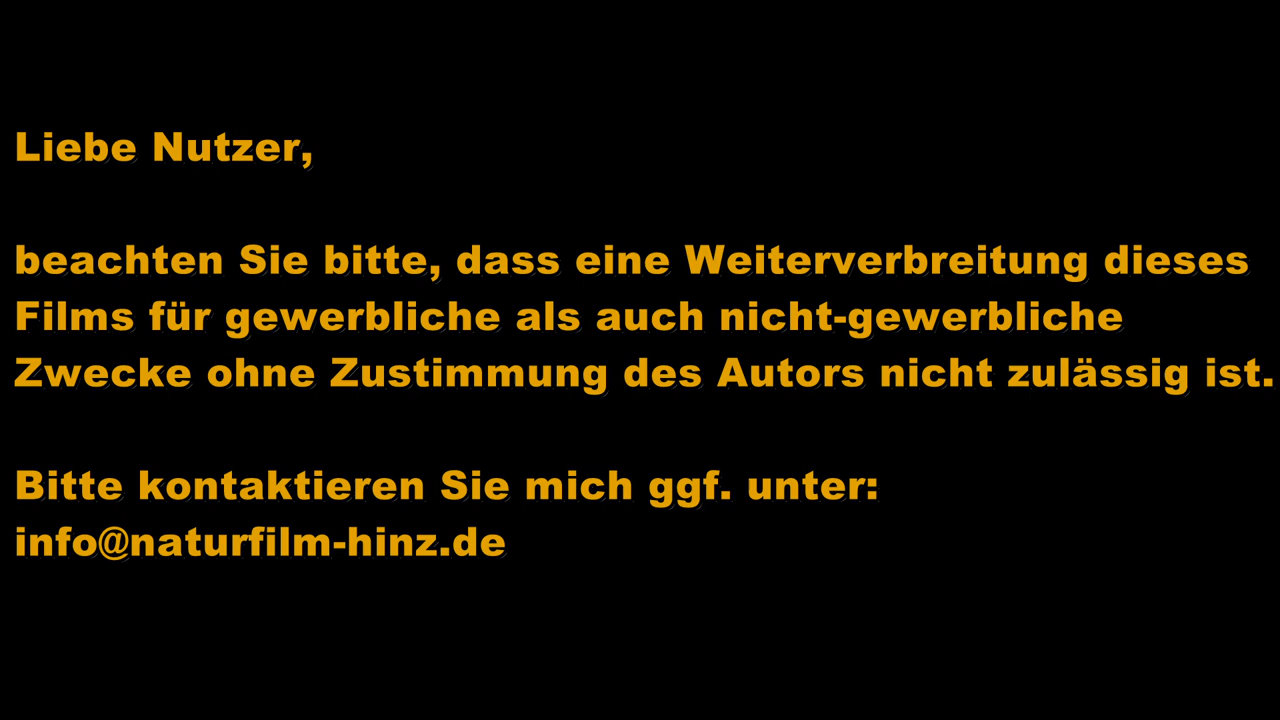 Liebe Nutzer,
beachten Sie bitte, dass eine Weiterverbreitung dieses
Films für gewerbliche als auch nicht-gewerbliche
Zwecke ohne Zustimmung des Autors nicht zulässig ist.
Bitte kontaktieren Sie mich ggf. unter:
info@naturfilm-hinz.de